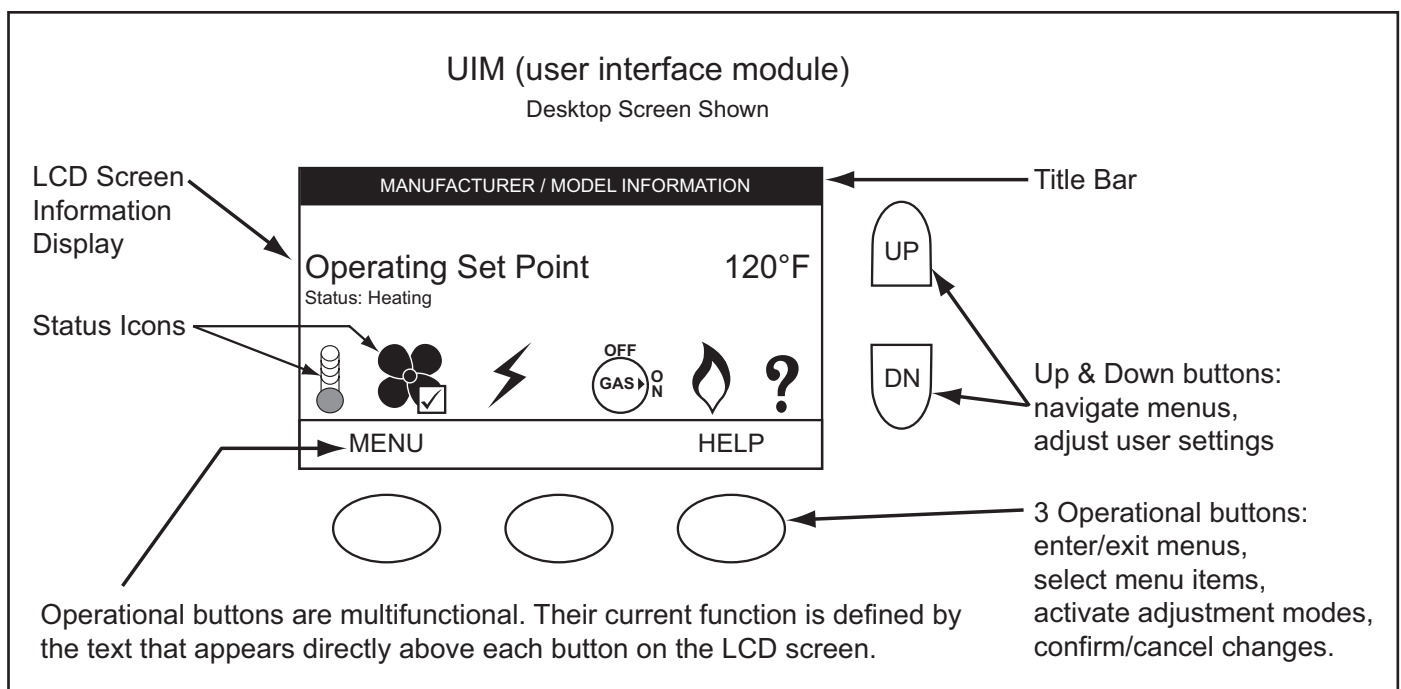 UIM (user interface module)
Desktop Screen Shown
LCD Screen
Information
Display
MANUFACTURER / MODEL INFORMATION
Title Bar
Operating Set Point 120°F
Status: Heating
UP
Status Icons
OFF
GAS
ON
?
DN
Up & Down buttons:
navigate menus,
adjust user settings
MENU HELP
3 Operational buttons:
enter/exit menus,
select menu items,
activate adjustment modes,
confirm/cancel changes.
Operational buttons are multifunctional. Their current function is defined by
the text that appears directly above each button on the LCD screen.